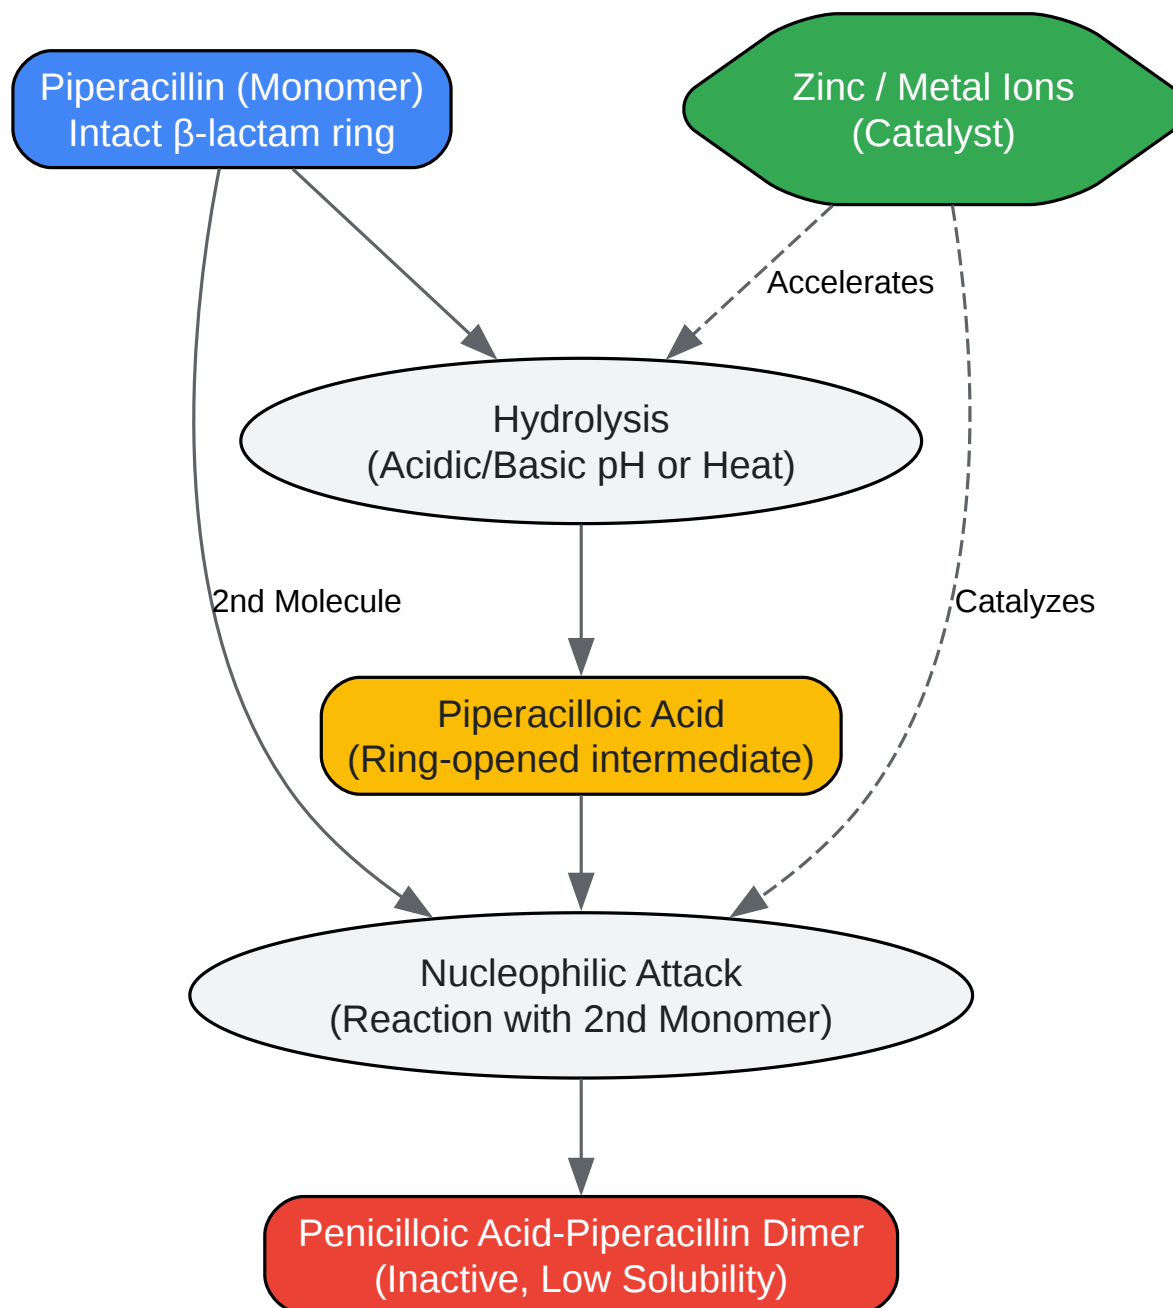 Piperacillin (Monomer)
Intact β-lactam ring
Zinc / Metal Ions
(Catalyst)
Accelerates
Hydrolysis
(Acidic/Basic pH or Heat)
2nd Molecule
Catalyzes
Piperacilloic Acid
(Ring-opened intermediate)
Nucleophilic Attack
(Reaction with 2nd Monomer)
Penicilloic Acid-Piperacillin Dimer
(Inactive, Low Solubility)